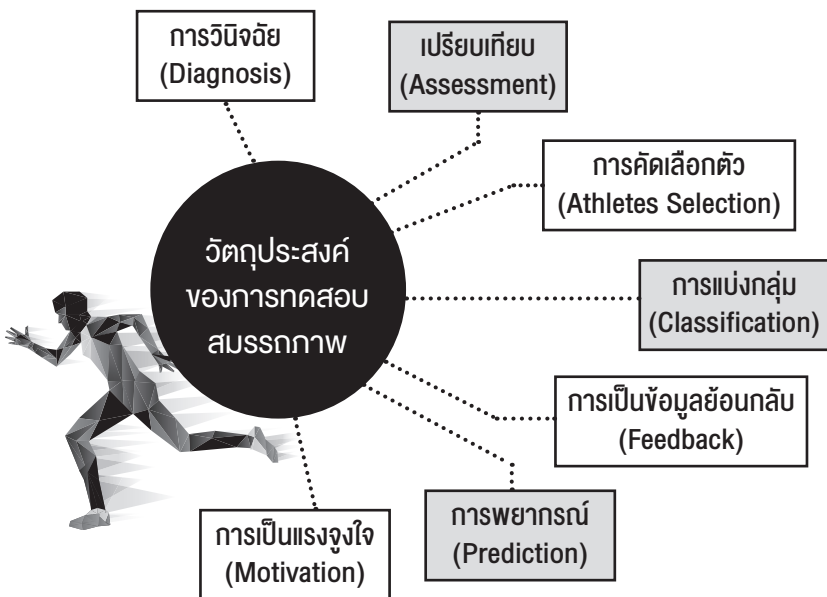 การวินิจฉัย
(Diagnosis)
เปรียบเทียบ
(Assessment)
การคัดเลือกตัว
(Athletes Selection)
วัตถุประสงค์
ของการทดสอบ
สมรรถภาพ
การแบ่งกลุ่ม
(Classification)
การเป็นข้อมูลย้อนกลับ
(Feedback)
การพยากรณ์
(Prediction)
การเป็นแรงจูงใจ
(Motivation)